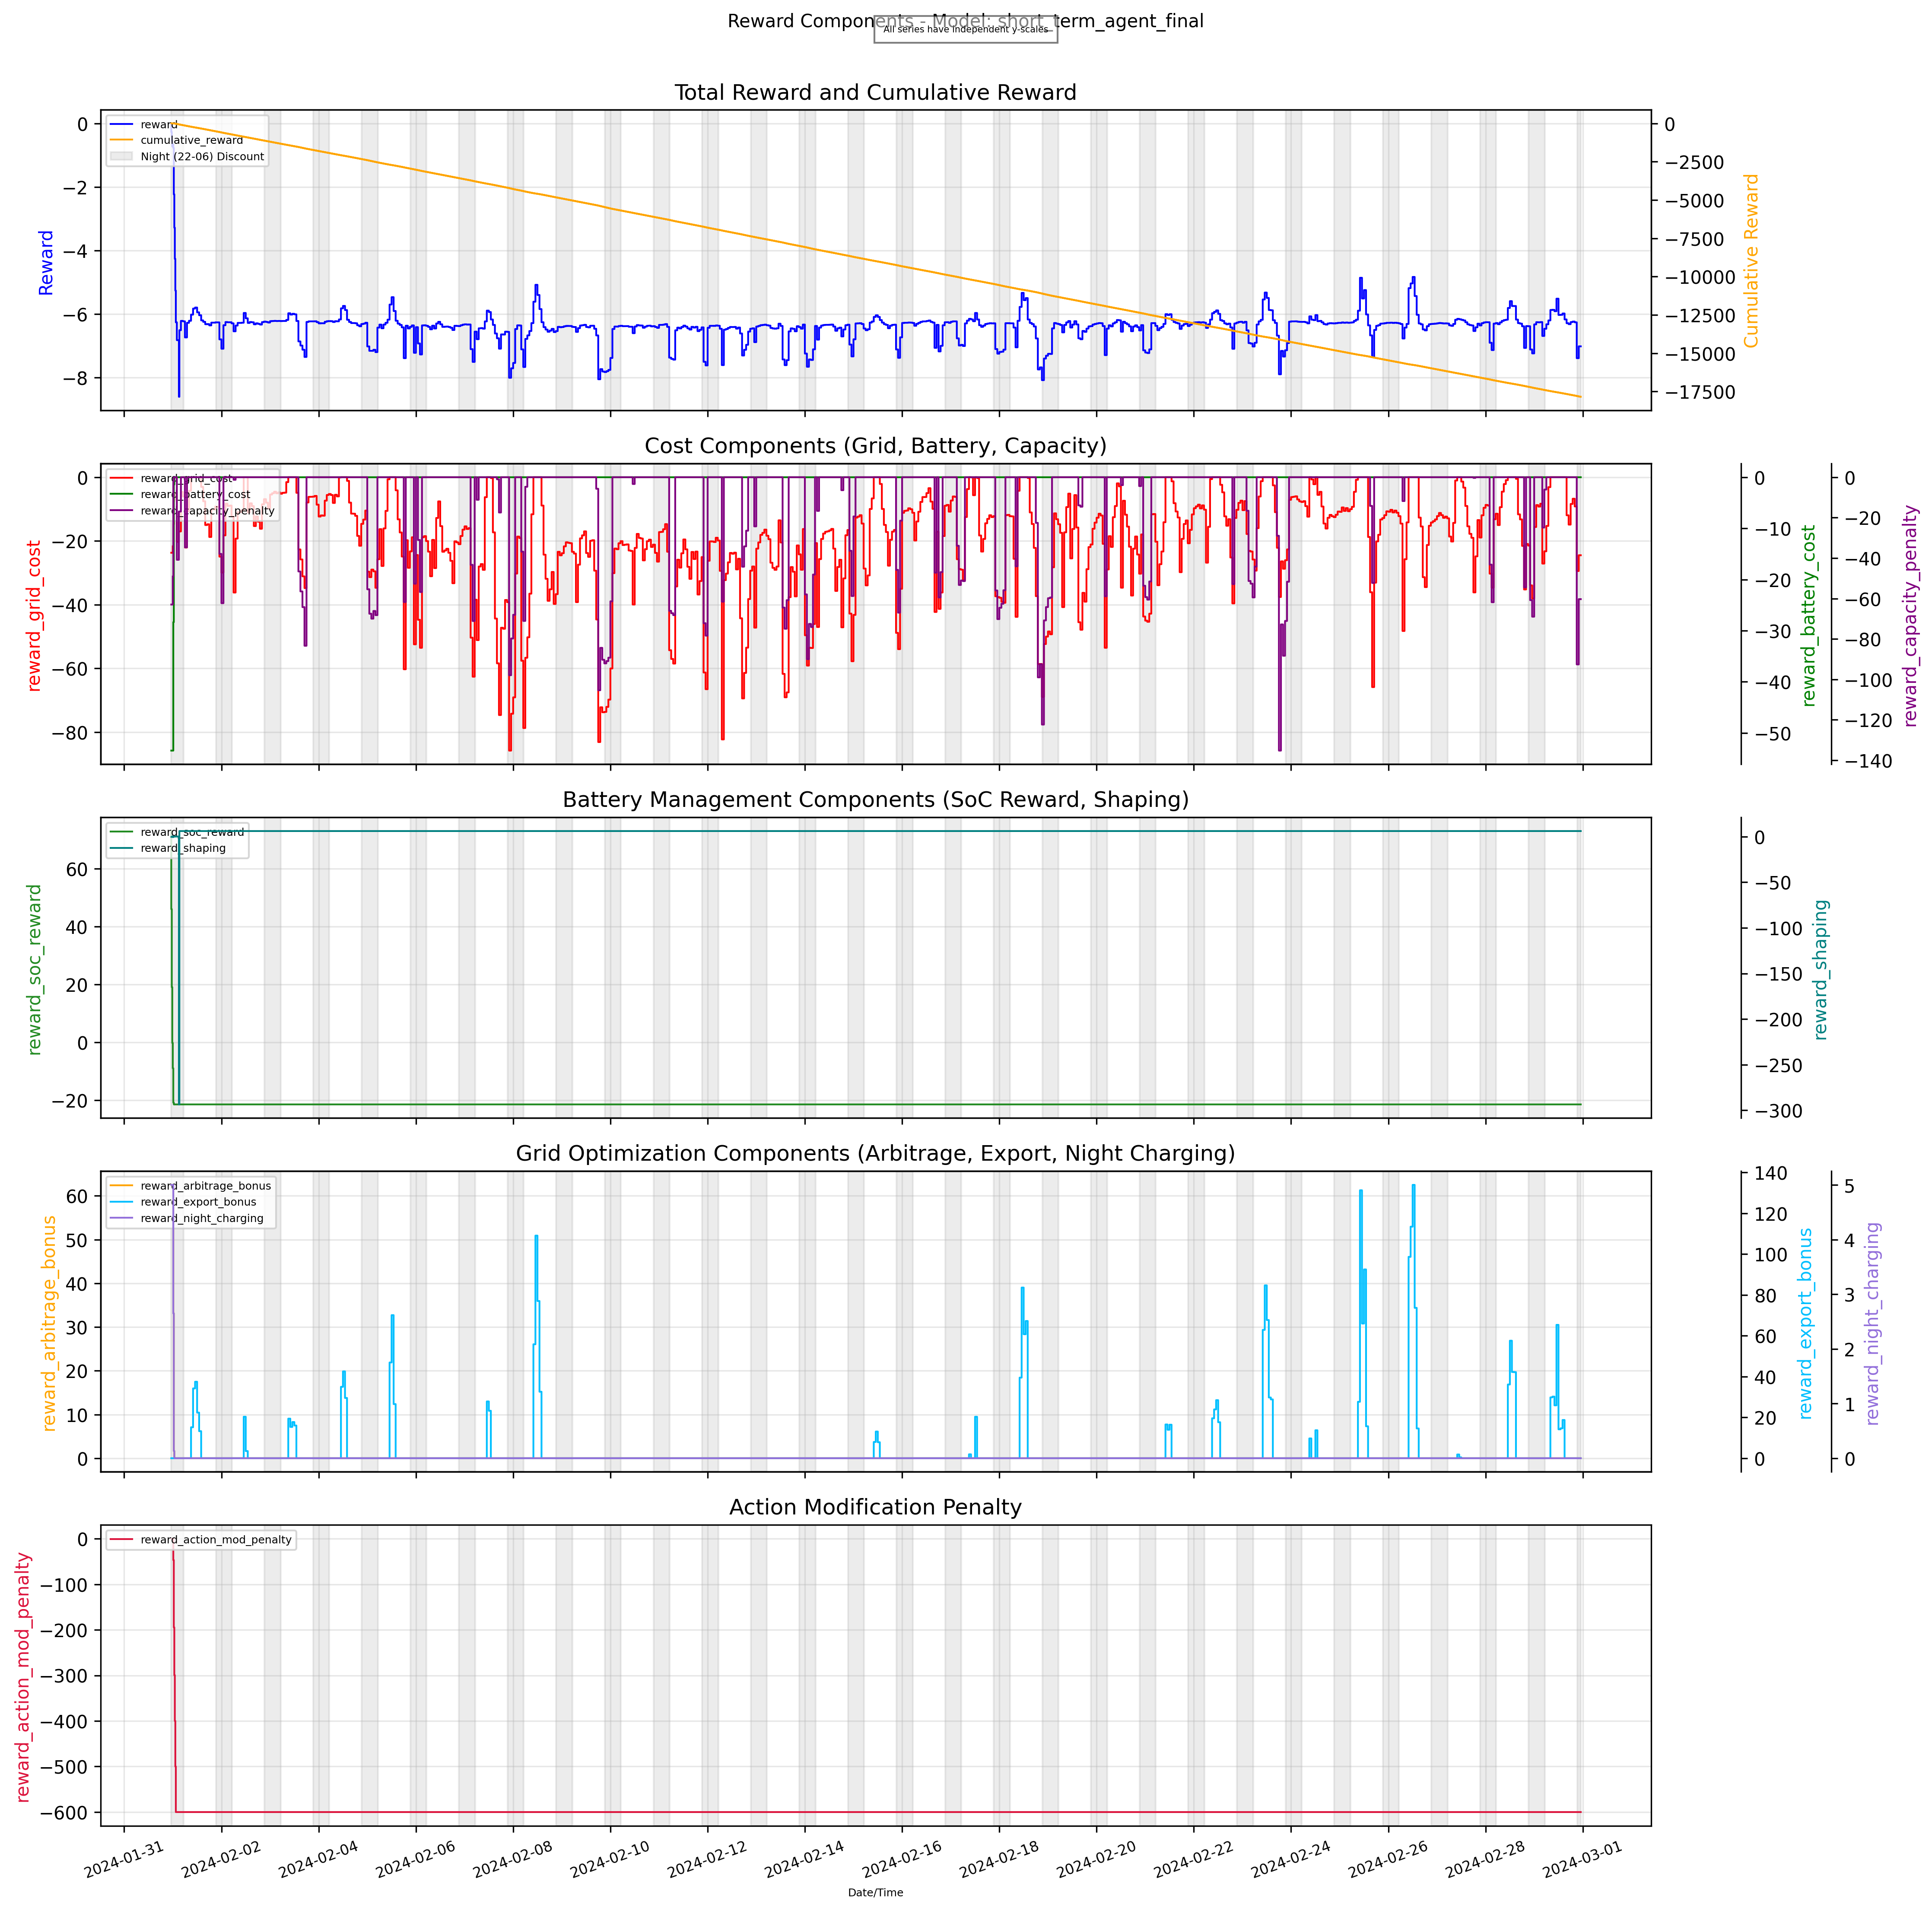 Reward Components - Model: short_term_agent_final
All series have independent y-scales
Total Reward and Cumulative Reward
reward
cumulative_reward
Night (22-06) Discount
Reward
0
−2
−4
−6
−8
0
−2500
−5000
−7500
−10000
−12500
−15000
−17500
Cumulative Reward
Cost Components (Grid, Battery, Capacity)
reward_grid_cost
reward_battery_cost
reward_capacity_penalty
reward_grid_cost
0
−20
−40
−60
−80
0
−10
−20
−30
−40
−50
reward_battery_cost
0
−20
−40
−60
−80
−100
−120
−140
reward_capacity_penalty
Battery Management Components (SoC Reward, Shaping)
reward_soc_reward
reward_shaping
reward_soc_reward
60
40
20
0
−20
0
−50
−100
−150
−200
−250
−300
reward_shaping
Grid Optimization Components (Arbitrage, Export, Night Charging)
reward_arbitrage_bonus
reward_export_bonus
reward_night_charging
reward_arbitrage_bonus
60
50
40
30
20
10
0
140
120
100
80
60
40
20
0
reward_export_bonus
5
4
3
2
1
0
reward_night_charging
Action Modification Penalty
reward_action_mod_penalty
reward_action_mod_penalty
0
−100
−200
−300
−400
−500
−600
2024-01-31
2024-02-02
2024-02-04
2024-02-06
2024-02-08
2024-02-10
2024-02-12
2024-02-14
2024-02-16
2024-02-18
2024-02-20
2024-02-22
2024-02-24
2024-02-26
2024-02-28
2024-03-01
Date/Time